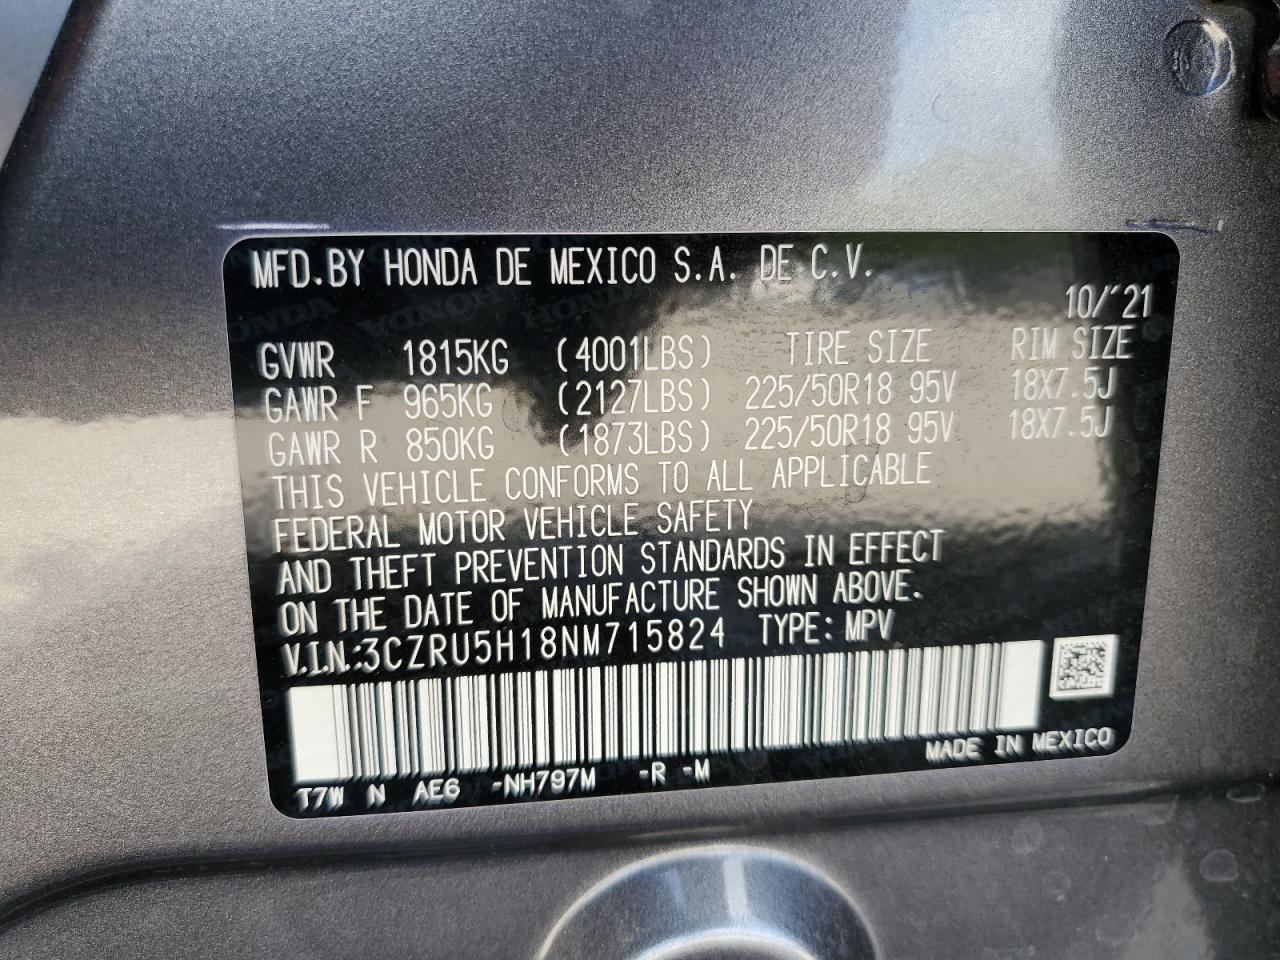 MFD.BY HONDA DE MEXICO S.A. DE C.V.
10/'21
GVWR 1815KG (4001LBS) TIRE SIZE RIM SIZE
GAWR F 965KG (2127LBS) 225/50R18 95V 18X7.5J
GAWR R 850KG (1873LBS) 225/50R18 95V 18X7.5J
THIS VEHICLE CONFORMS TO ALL APPLICABLE
FEDERAL MOTOR VEHICLE SAFETY
AND THEFT PREVENTION STANDARDS IN EFFECT
ON THE DATE OF MANUFACTURE SHOWN ABOVE.
V.I.N.:3CZRU5H18NM715824 TYPE: MPV
MADE IN MEXICO
T7W N AE6 -NH797M -R -M